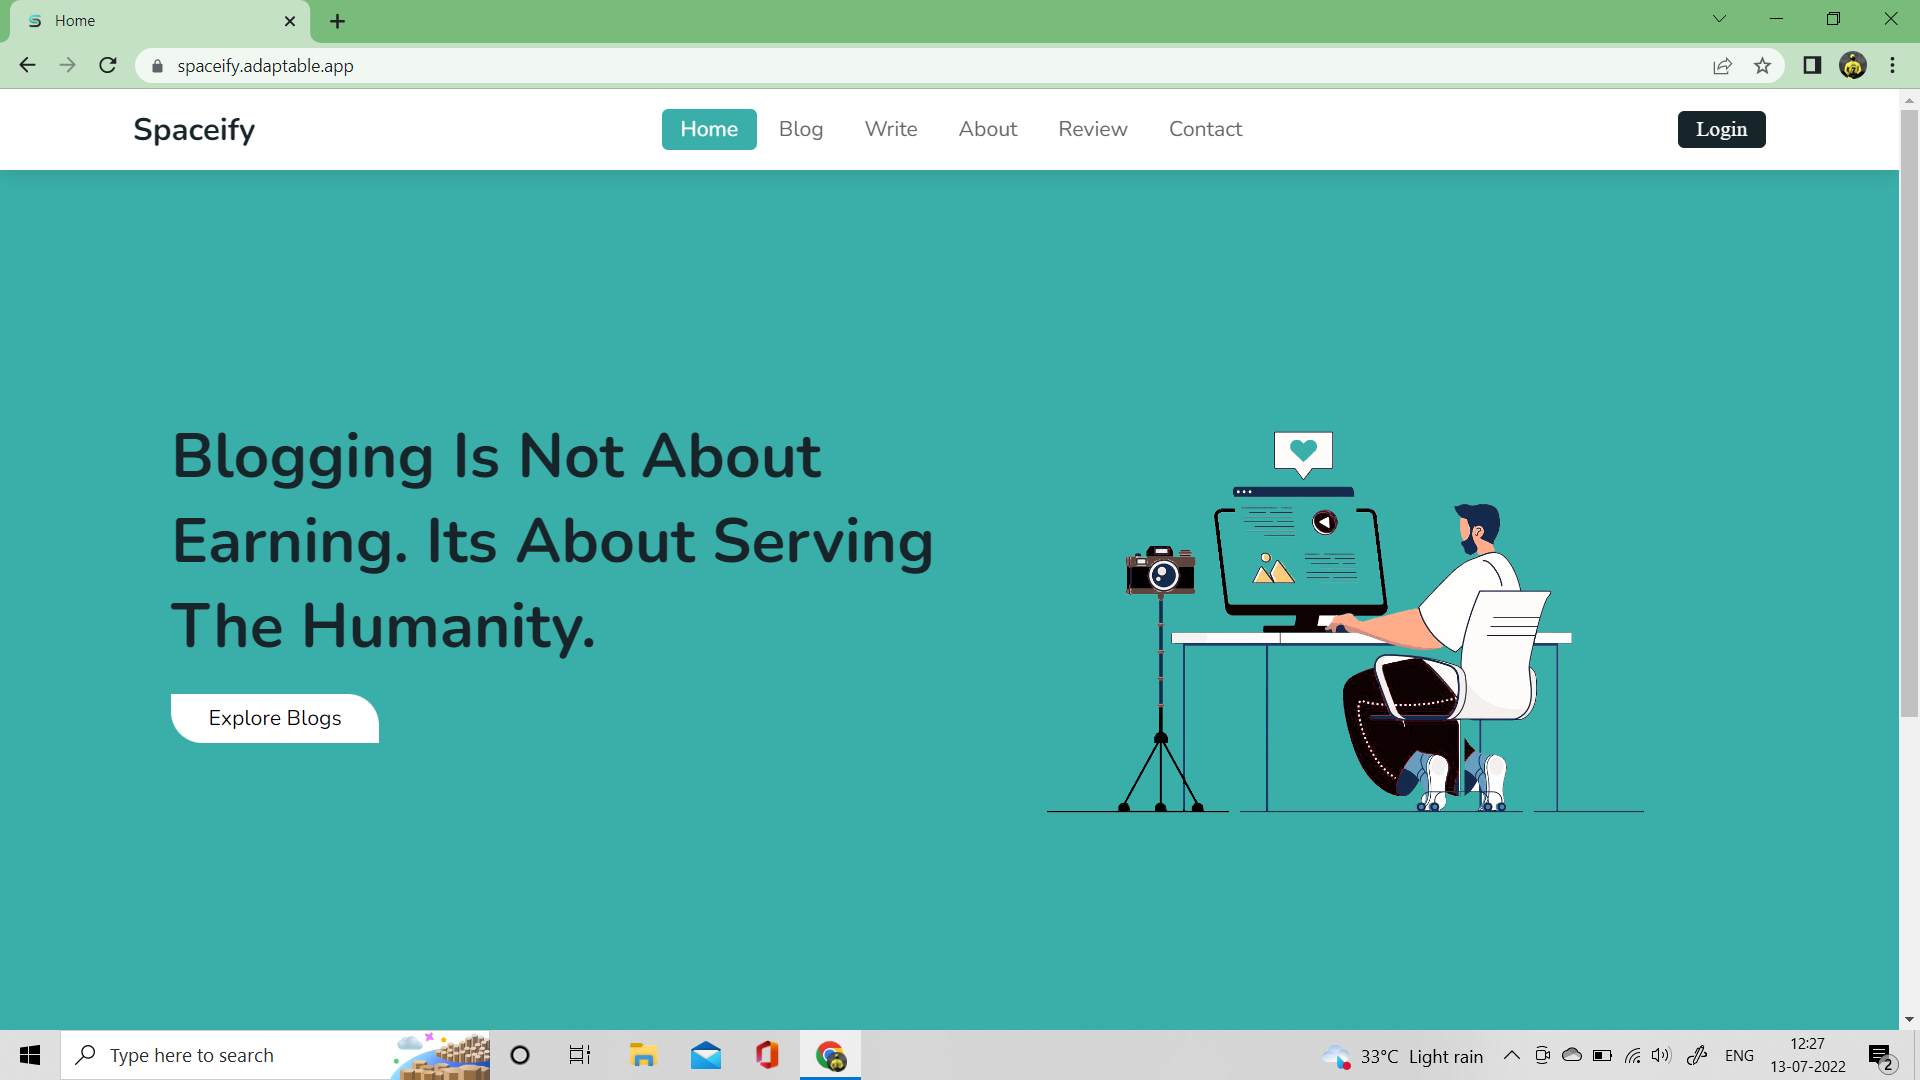 Home
spaceify.adaptable.app
Spaceify
Home Blog Write About Review Contact
Login
Blogging Is Not About
Earning. Its About Serving
The Humanity.
Explore Blogs
Type here to search
33°C Light rain
ENG
12:27
13-07-2022
2